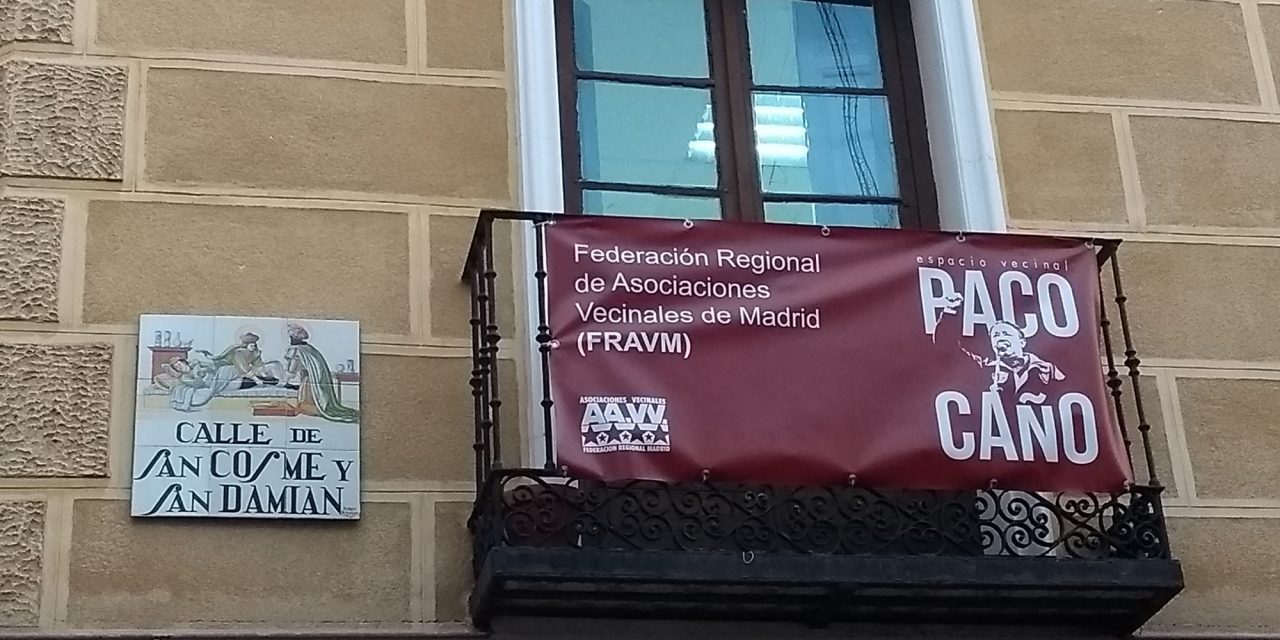 CALLE DE
SAN COSME Y
SAN DAMIAN
Federación Regional
de Asociaciones
Vecinales de Madrid
(FRAVM)
ASOCIACIONES VECINALES
AA.VV.
FEDERACION REGIONAL MADRID
espacio vecinal
PACO
CAÑO